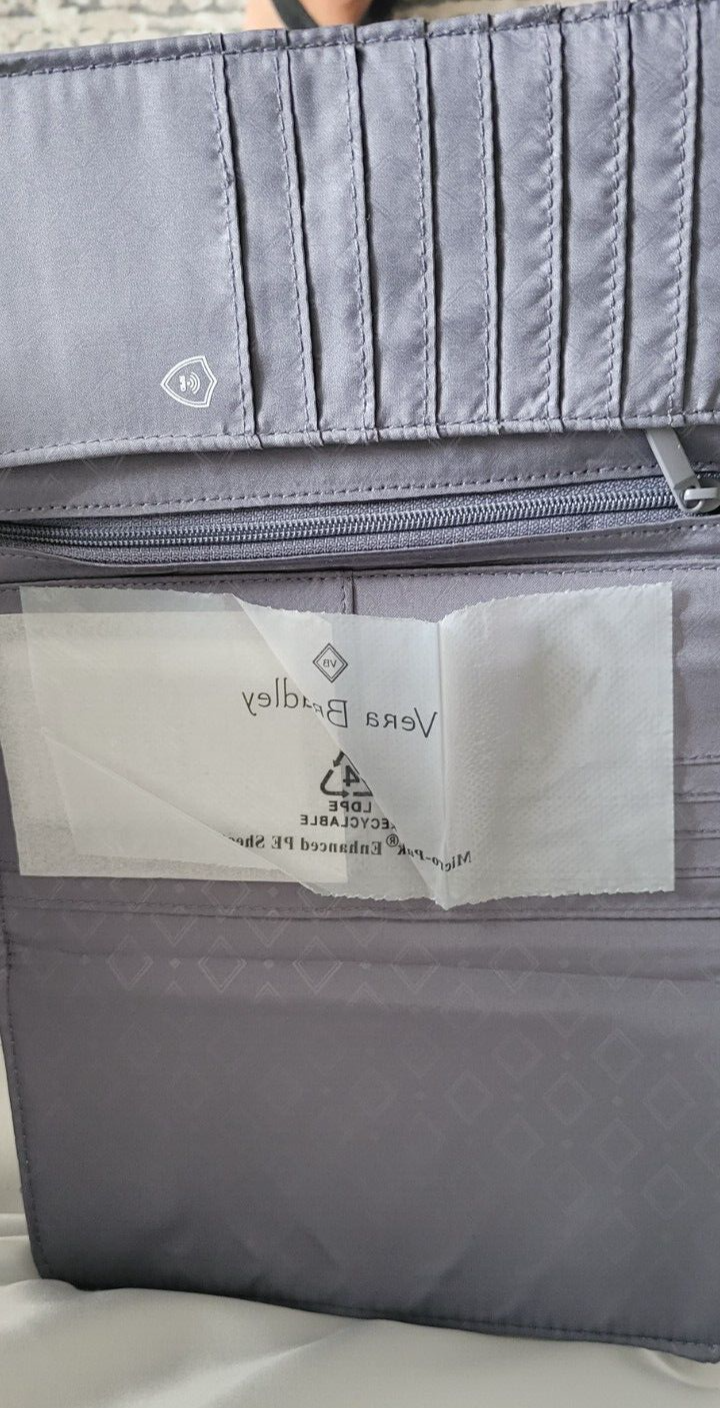 VB
Vera Bradley
4
LDPE
RECYCLABLE
Micro-Pak® Enhanced PE